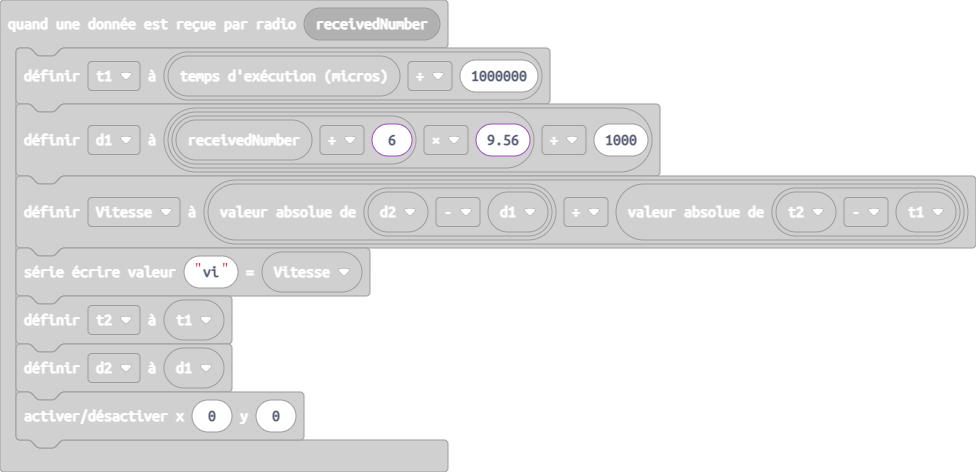 quand une donnée est reçue par radio receivedNumber
définir t1 à temps d'exécution (micros) ÷ 1000000
définir d1 à receivedNumber ÷ 6 × 9.56 ÷ 1000
définir Vitesse à valeur absolue de d2 - d1 ÷ valeur absolue de t2 - t1
série écrire valeur "vi" = Vitesse
définir t2 à t1
définir d2 à d1
activer/désactiver x 0 y 0